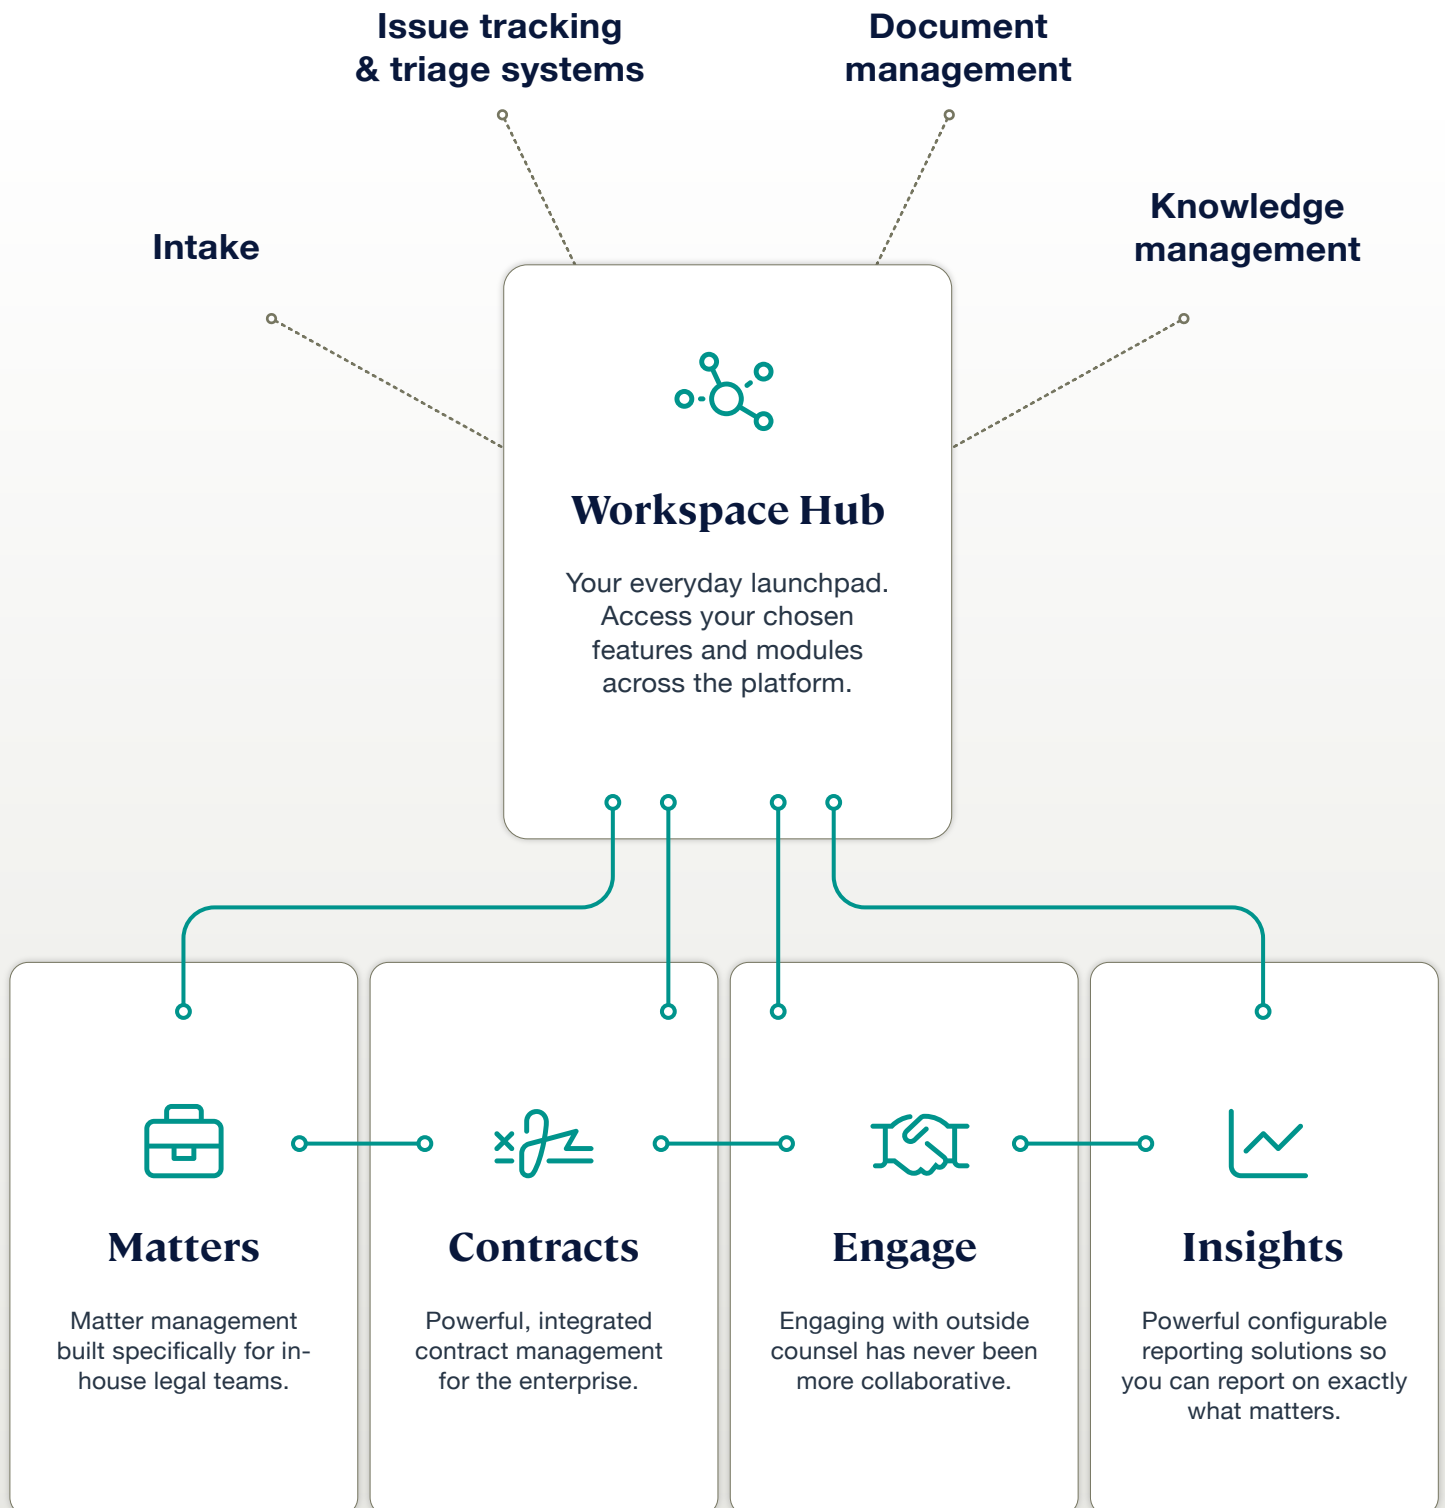 Issue tracking
& triage systems
Document
management
Intake
Knowledge
management
Workspace Hub
Your everyday launchpad.
Access your chosen
features and modules
across the platform.
Matters
Matter management
built specifically for in-
house legal teams.
Contracts
Powerful, integrated
contract management
for the enterprise.
Engage
Engaging with outside
counsel has never been
more collaborative.
Insights
Powerful configurable
reporting solutions so
you can report on exactly
what matters.